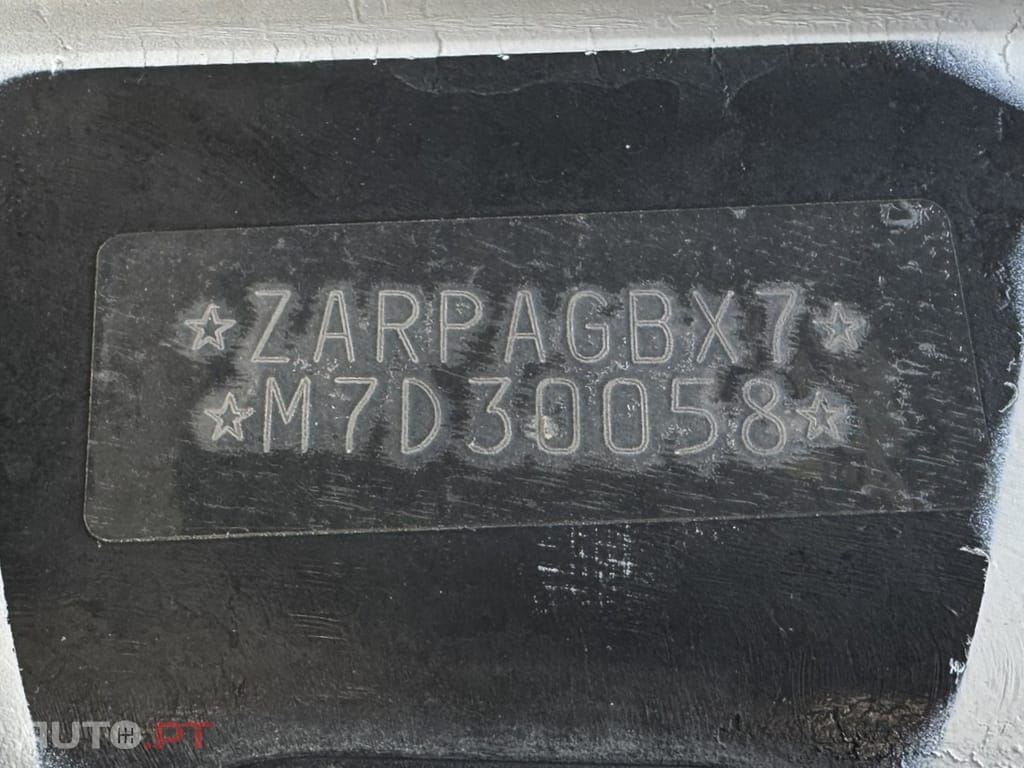 ☆ZARPAGBX7☆
☆M7D30058☆
AUTO.PT